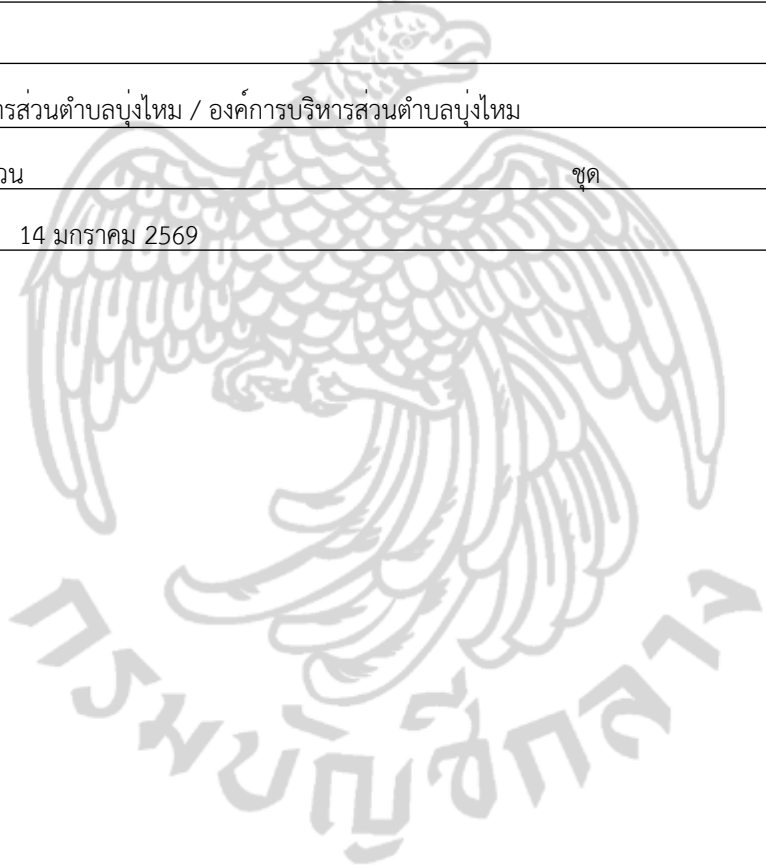 ารส่วนตำบลบุ่งไหม / องค์การบริหารส่วนตำบลบุ่งไหม
วน ชุด
14 มกราคม 2569
กรมบัญชีกลาง